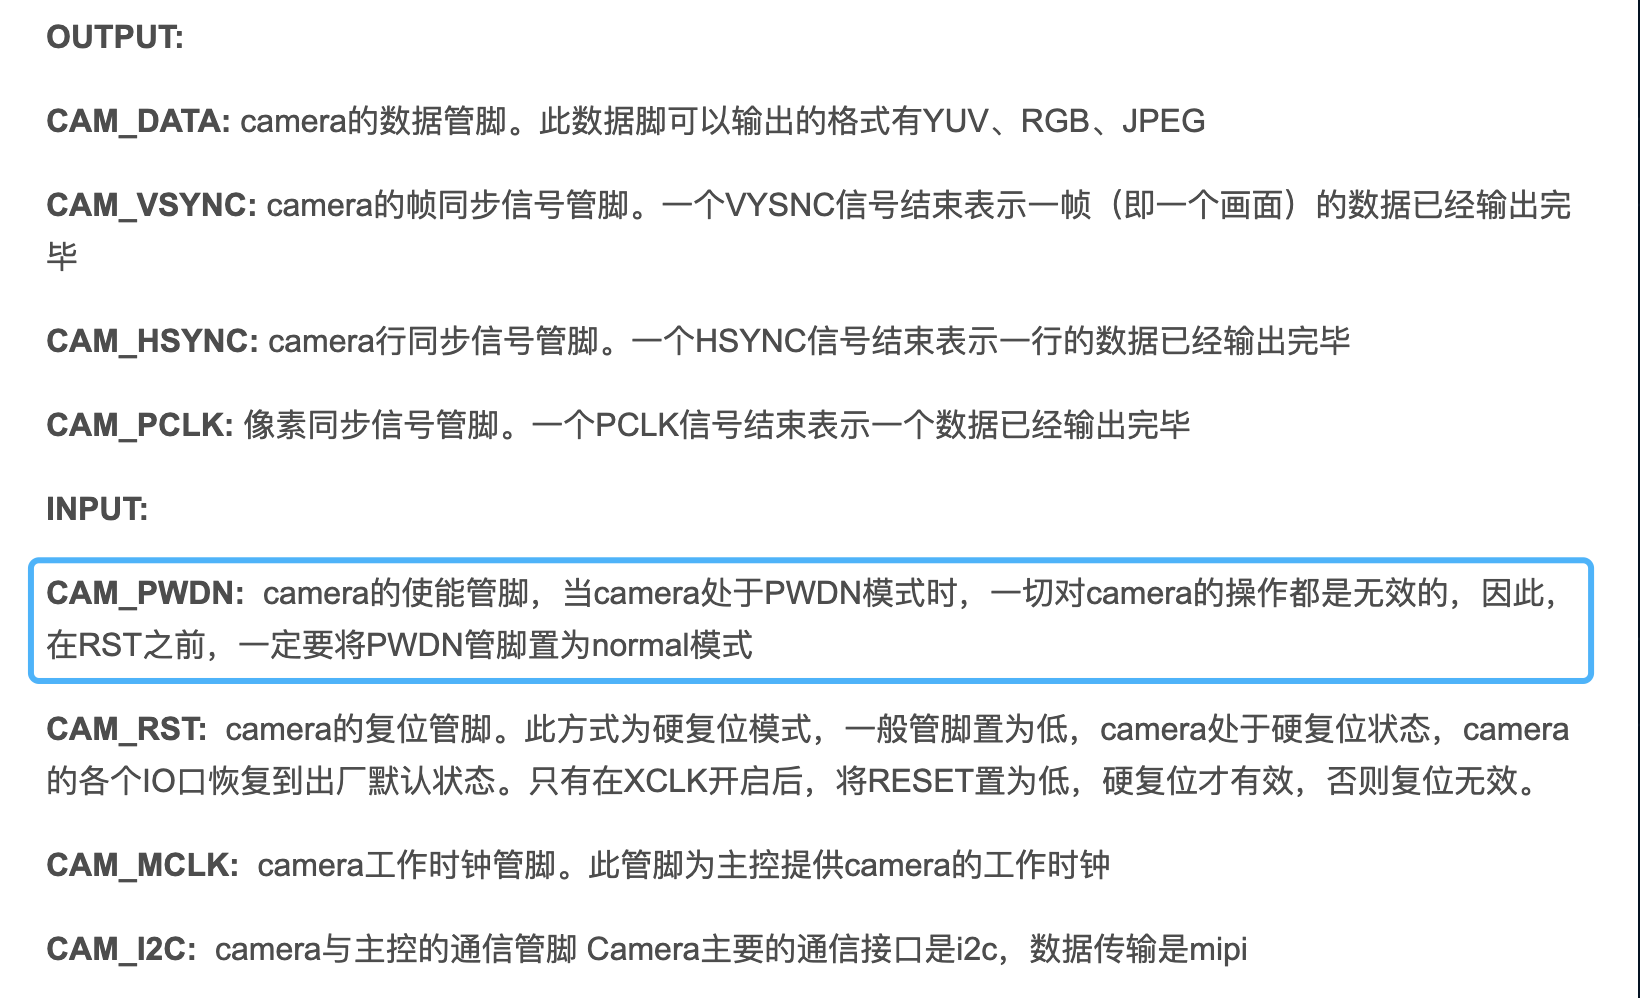 OUTPUT:
CAM_DATA: camera的数据管脚。此数据脚可以输出的格式有YUV、RGB、JPEG
CAM_VSYNC: camera的帧同步信号管脚。一个VYSNC信号结束表示一帧（即一个画面）的数据已经输出完
毕
CAM_HSYNC: camera行同步信号管脚。一个HSYNC信号结束表示一行的数据已经输出完毕
CAM_PCLK: 像素同步信号管脚。一个PCLK信号结束表示一个数据已经输出完毕
INPUT:
CAM_PWDN: camera的使能管脚，当camera处于PWDN模式时，一切对camera的操作都是无效的，因此，
在RST之前，一定要将PWDN管脚置为normal模式
CAM_RST: camera的复位管脚。此方式为硬复位模式，一般管脚置为低，camera处于硬复位状态，camera
的各个IO口恢复到出厂默认状态。只有在XCLK开启后，将RESET置为低，硬复位才有效，否则复位无效。
CAM_MCLK: camera工作时钟管脚。此管脚为主控提供camera的工作时钟
CAM_I2C: camera与主控的通信管脚 Camera主要的通信接口是i2c，数据传输是mipi